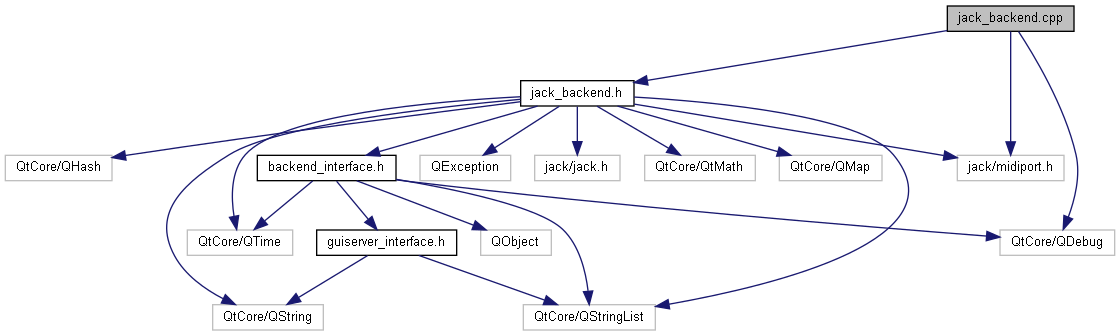 jack_backend.cpp
jack_backend.h
QtCore/QHash
backend_interface.h
QException
jack/jack.h
QtCore/QtMath
QtCore/QMap
jack/midiport.h
QtCore/QTime
guiserver_interface.h
QObject
QtCore/QDebug
QtCore/QString
QtCore/QStringList